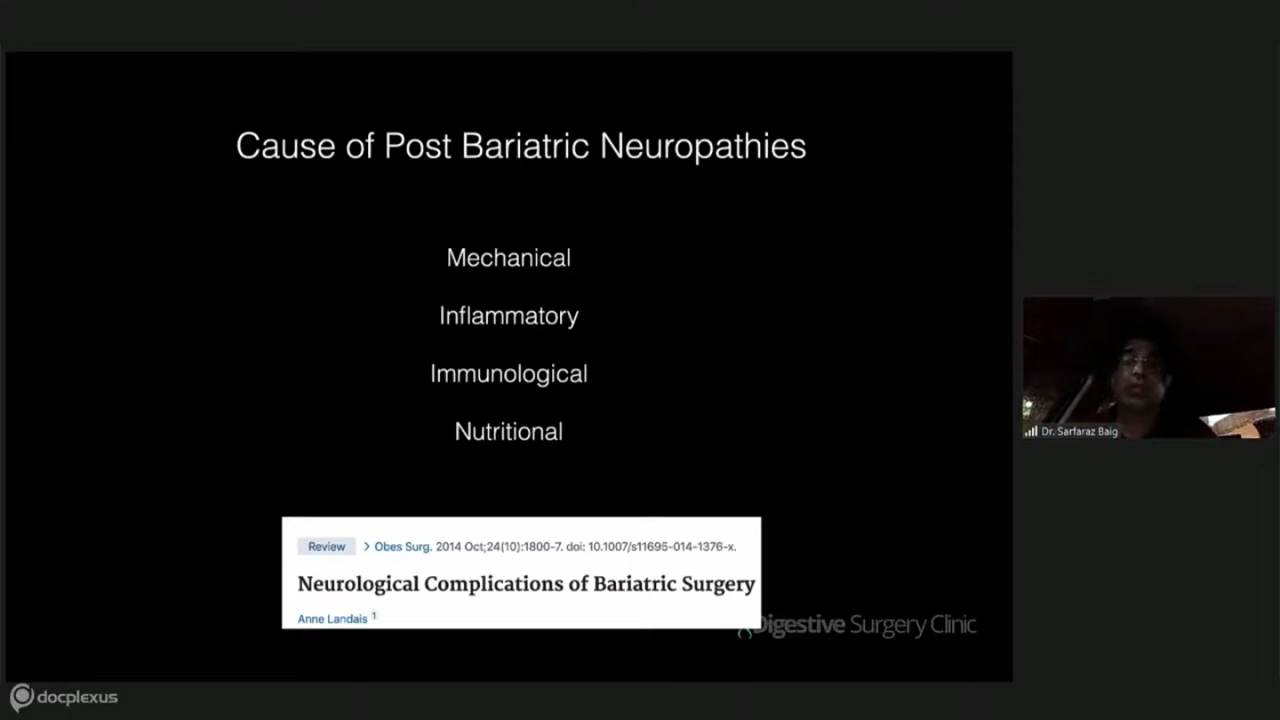 Cause of Post Bariatric Neuropathies
Mechanical
Inflammatory
Immunological
Nutritional
Review > Obes Surg. 2014 Oct;24(10):1800-7. doi: 10.1007/s11695-014-1376-x.
Neurological Complications of Bariatric Surgery
Anne Landais 1
Digestive Surgery Clinic
Dr. Sarfaraz Baig
docplexus